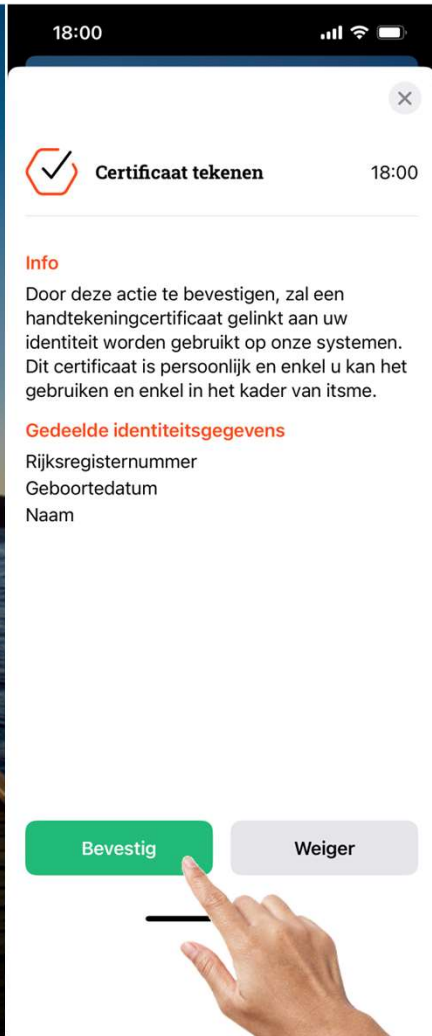 18:00
Certificaat tekenen 18:00
Info
Door deze actie te bevestigen, zal een
handtekeningcertificaat gelinkt aan uw
identiteit worden gebruikt op onze systemen.
Dit certificaat is persoonlijk en enkel u kan het
gebruiken en enkel in het kader van itsme.
Gedeelde identiteitsgegevens
Rijksregisternummer
Geboortedatum
Naam
Bevestig Weiger